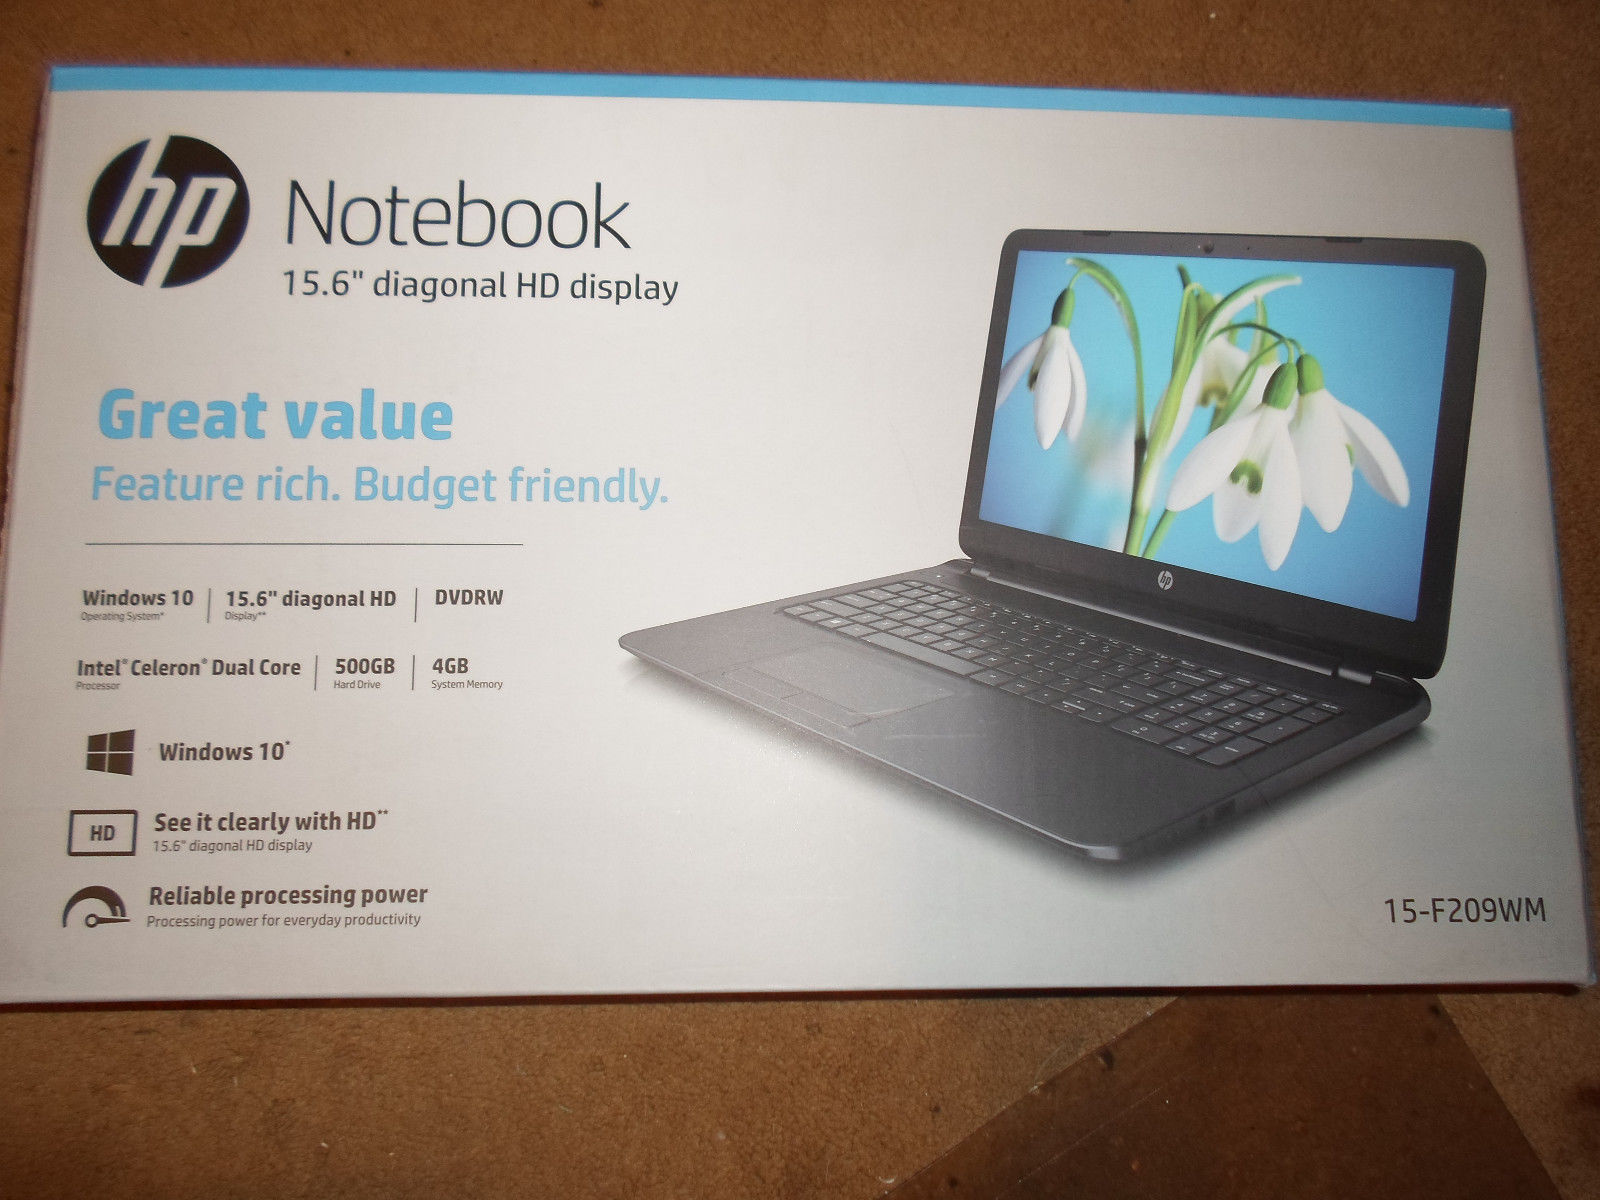 hp
Notebook
15.6" diagonal HD display
Great value
Feature rich. Budget friendly.
Windows 10
Operating System*
15.6" diagonal HD
Display**
DVDRW
Intel® Celeron® Dual Core
Processor
500GB
Hard Drive
4GB
System Memory
Windows 10*
HD
See it clearly with HD**
15.6" diagonal HD display
Reliable processing power
Processing power for everyday productivity
hp
15-F209WM